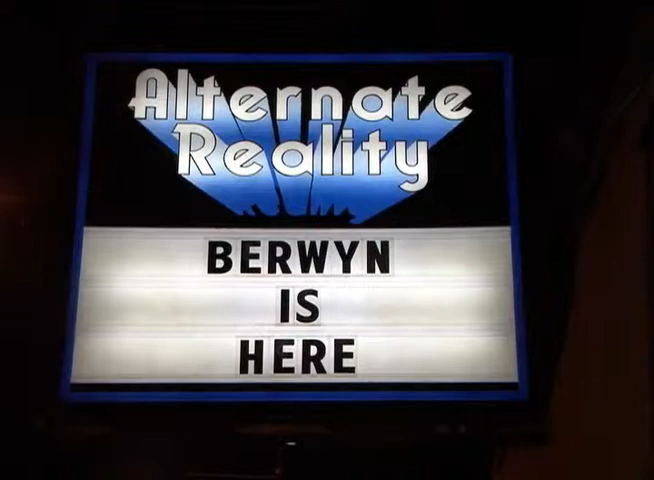 Alternate
Reality
BERWYN
IS
HERE